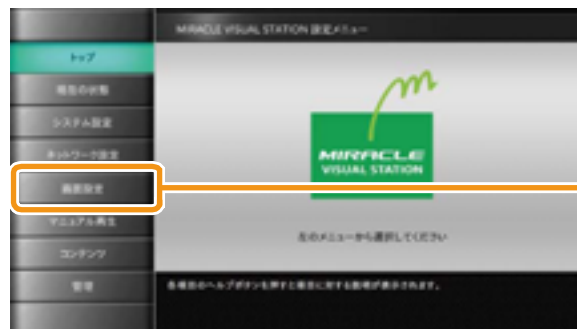 MIRACLE VISUAL STATION 設定メニュー
トップ
現在の状態
システム設定
ネットワーク設定
画面設定
マニュアル再生
コンテンツ
管理
MIRACLE
VISUAL STATION
左のメニューから選択してください
各項目のヘルプボタンを押すと項目に対する説明が表示されます。